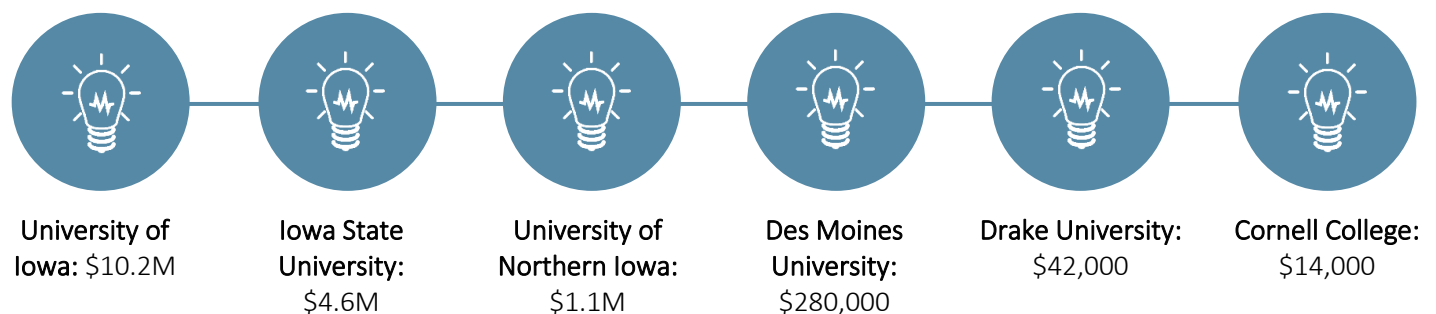 University of
Iowa: $10.2M
Iowa State
University:
$4.6M
University of
Northern Iowa:
$1.1M
Des Moines
University:
$280,000
Drake University:
$42,000
Cornell College:
$14,000